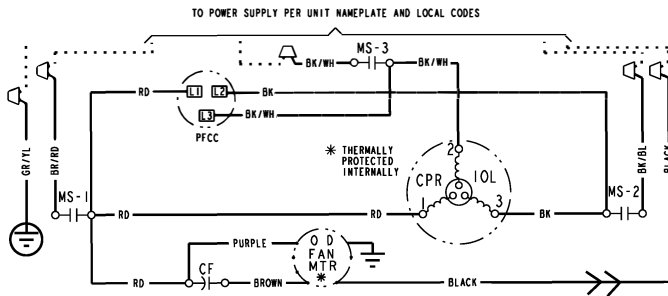 TO POWER SUPPLY PER UNIT NAMEPLATE AND LOCAL CODES
MS-3
BK/WH
BK/WH
RD
L1
L2
BK
L3
BK/WH
PFCC
GR/YL
BR/RD
BK/BL
BLACK
* THERMALLY
PROTECTED
INTERNALLY
2
CPR
IOL
1
3
MS-1
MS-2
RD
RD
BK
PURPLE
O D
FAN
MTR
*
RD
CF
BROWN
BLACK